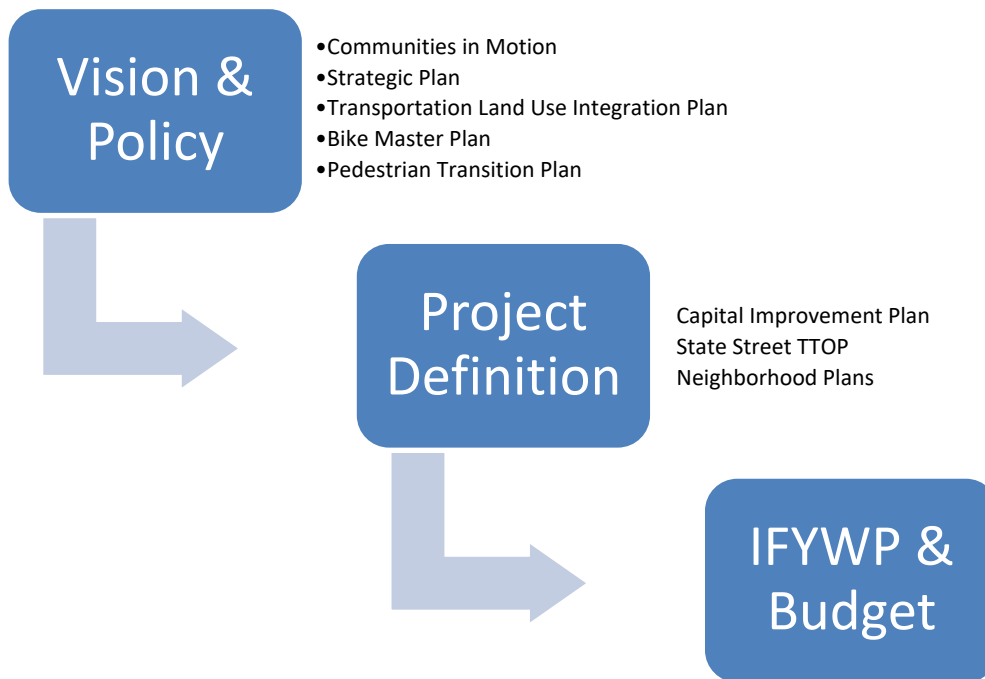 Vision &
Policy
•Communities in Motion
•Strategic Plan
•Transportation Land Use Integration Plan
•Bike Master Plan
•Pedestrian Transition Plan
Project
Definition
Capital Improvement Plan
State Street TTOP
Neighborhood Plans
IFYWP &
Budget